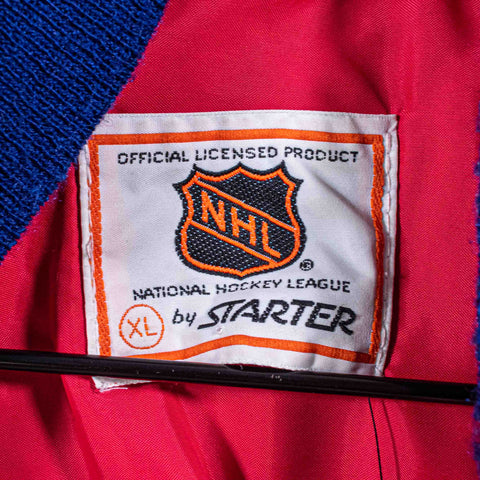 OFFICIAL LICENSED PRODUCT
NHL
®
NATIONAL HOCKEY LEAGUE
XL by STARTER